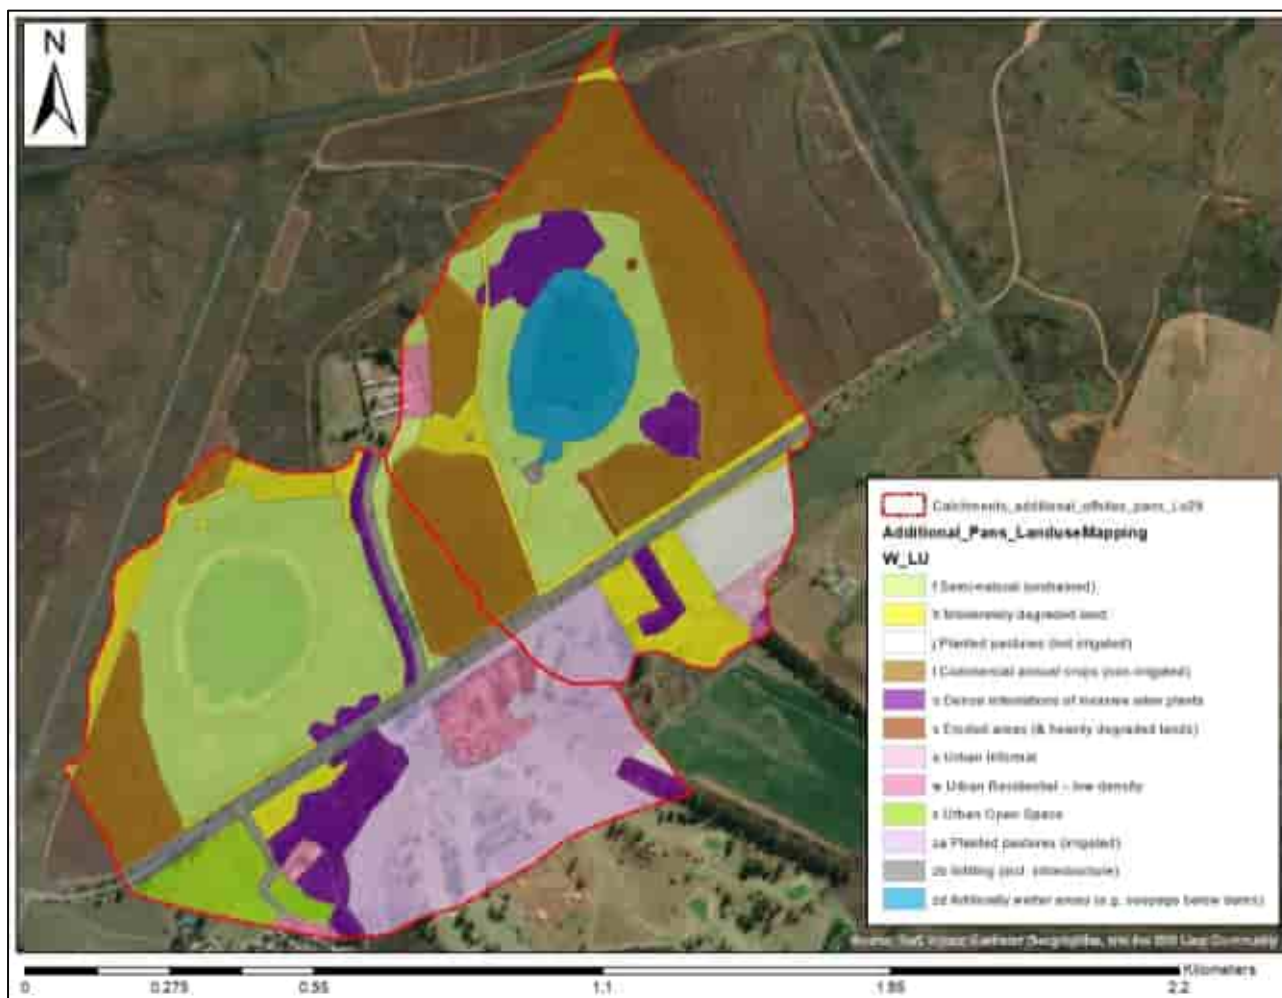 N
Additional_Pans_LanduseMapping
W_LU
f Semi-natural
h Moderately degraded land
j Planted pastures (not irrigated)
l Commercial annual crops (non-irrigated)
Dense infestations of invasive alien plants
s Eroded areas (& heavily degraded lands)
u Urban Informal
w Urban Residential – low density
x Urban Open Space
za Planted pastures (irrigated)
zb Infilling (incl. infrastructure)
zd Artificially wetter areas (e.g. seepage below dams)
Kilometers
0 0.275 0.55 1.1 1.65 2.2